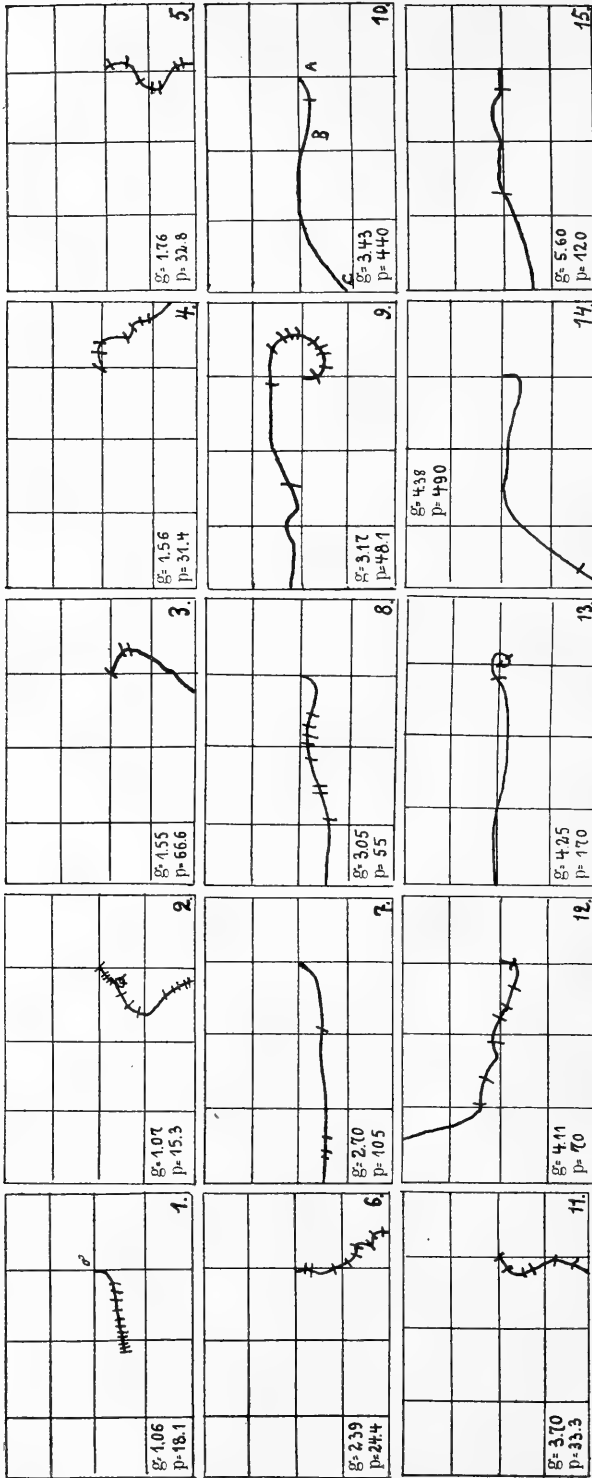 o
g=1.06
p=18.1
1.
g=1.07
p=15.3
2.
g=1.55
p=66.6
3.
g=1.56
p=31.4
4.
g=1.76
p=32.8
5.
g=2.39
p=24.4
6.
g=2.70
p=105
7.
g=3.05
p=55
8.
g=3.17
p=48.1
9.
A
B
C
g=3.43
p=440
10.
g=3.70
p=33.3
11.
g=4.11
p=70
12.
g=4.25
p=170
13.
g=4.38
p=490
14.
g=5.60
p=120
15.